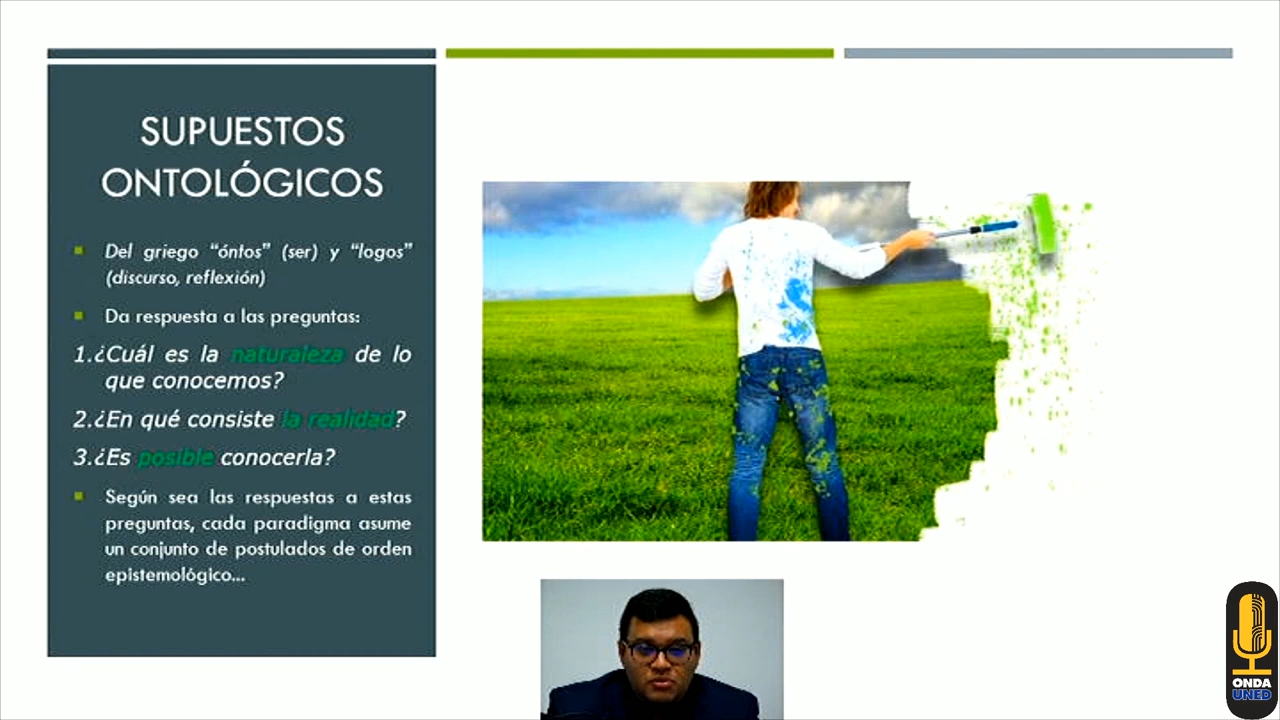 SUPUESTOS
ONTOLÓGICOS
Del griego “óntos” (ser) y “logos”
(discurso, reflexión)
Da respuesta a las preguntas:
1.¿Cuál es la naturaleza de lo
que conocemos?
2.¿En qué consiste la realidad?
3.¿Es posible conocerla?
Según sea las respuestas a estas
preguntas, cada paradigma asume
un conjunto de postulados de orden
epistemológico...
ONDA
UNED